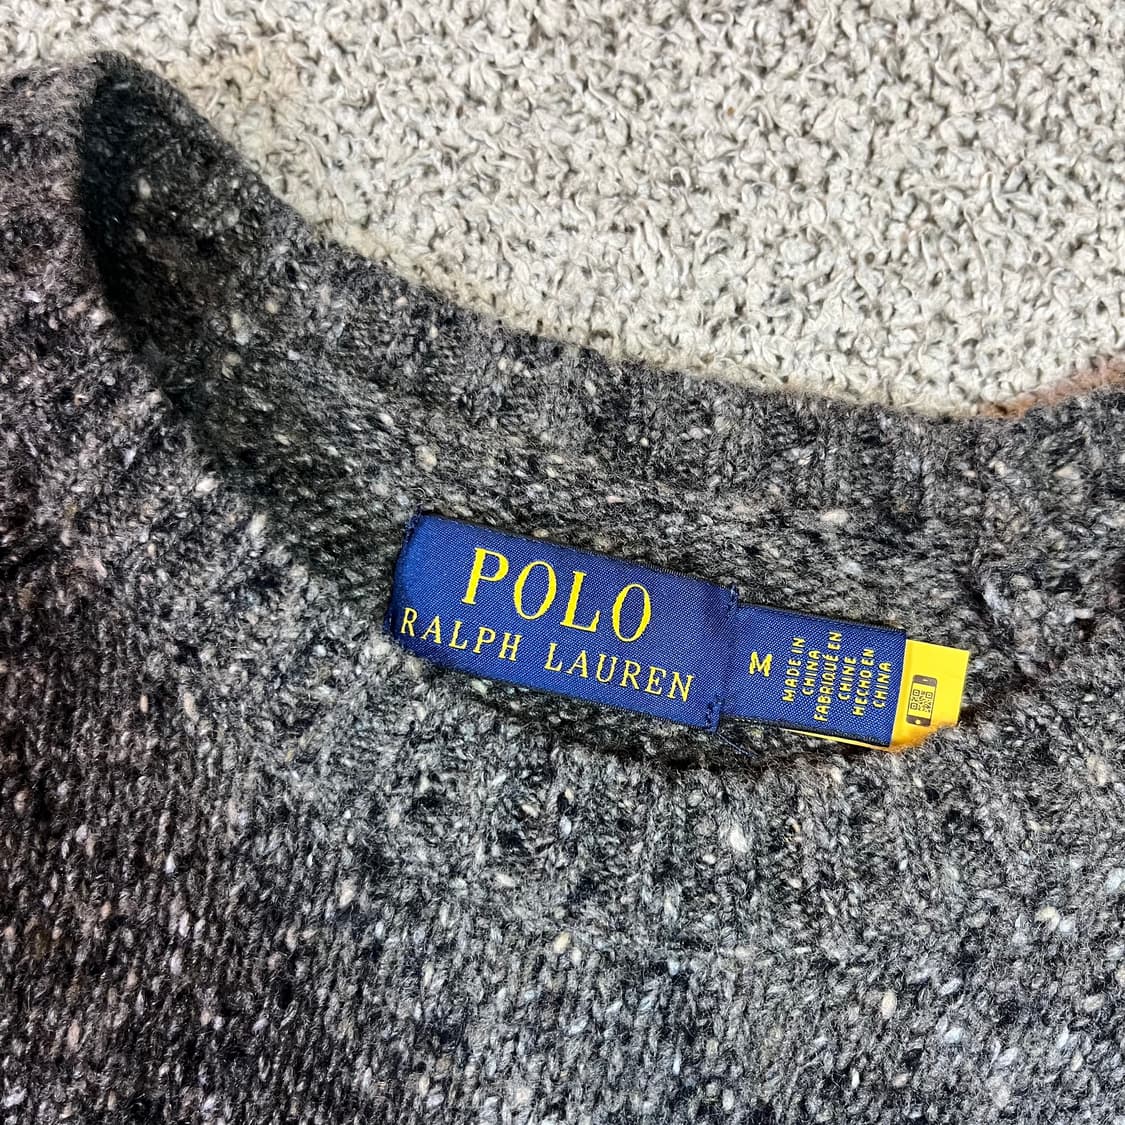 POLO
RALPH LAUREN
M
MADE IN
CHINA
FABRIQUÉ EN
CHINE
HECHO EN
CHINA